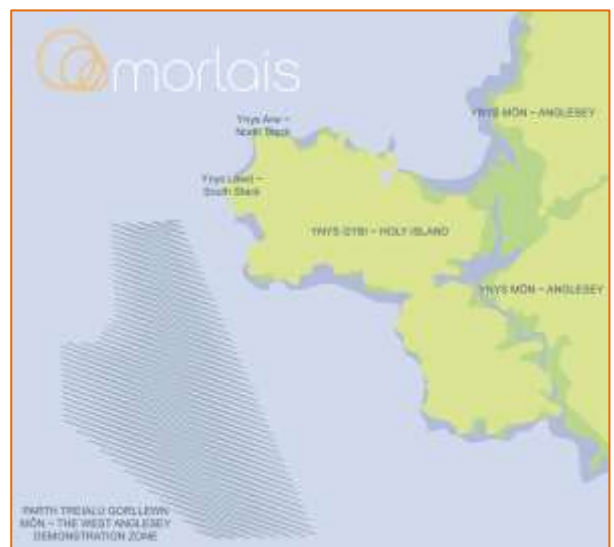 morlais
Ynys Arw –
North Stack
YNYS MÔN – ANGLESEY
Ynys Lawd –
South Stack
YNYS GYBI – HOLY ISLAND
YNYS MÔN – ANGLESEY
PARTH TREIALU GORLLEWIN
MÔN – THE WEST ANGLESEY
DEMONSTRATION ZONE